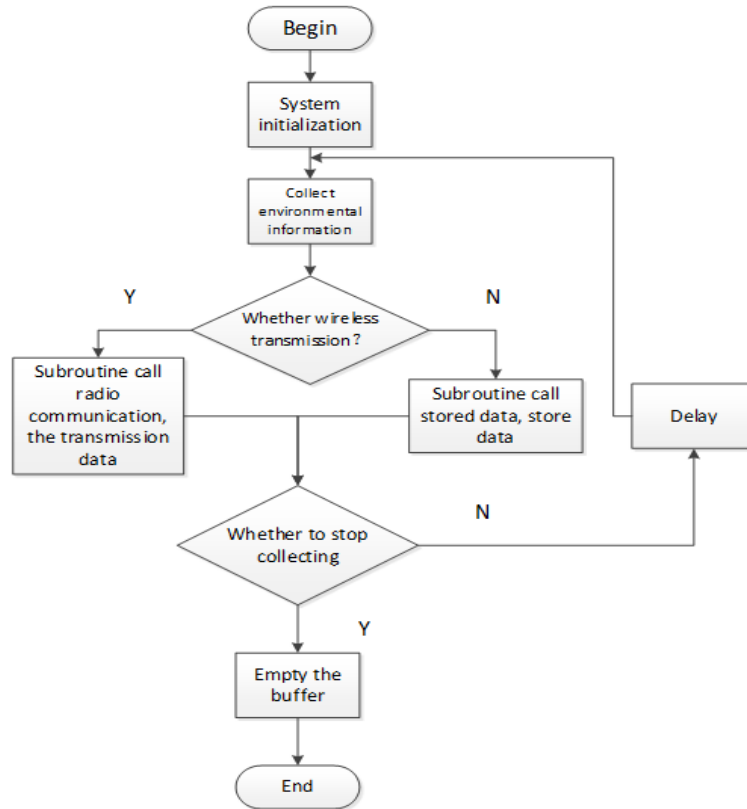 Begin
System
initialization
Collect
environmental
information
Y
N
Whether wireless
transmission?
Subroutine call
radio
communication,
the transmission
data
Subroutine call
stored data, store
data
Delay
N
Whether to stop
collecting
Y
Empty the
buffer
End